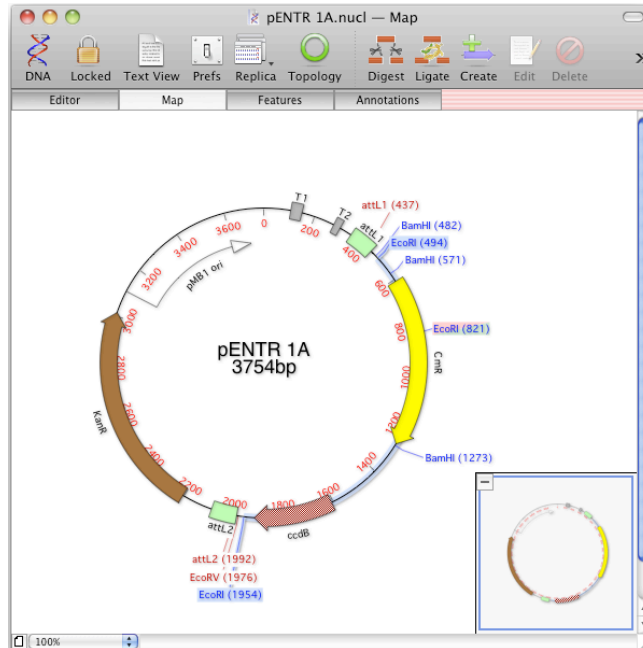 pENTR 1A.nucl — Map
DNA Locked Text View Prefs Replica Topology Digest Ligate Create Edit Delete »
Editor Map Features Annotations
T1
T2
attL1
attL1 (437)
BamHI (482)
EcoRI (494)
BamHI (571)
EcoRI (821)
CmR
BamHI (1273)
ccdB
attL2
attL2 (1992)
EcoRV (1976)
EcoRI (1954)
KanR
pMB1 ori
0
200
400
600
800
1000
1200
1400
1600
1800
2000
2200
2400
2600
2800
3000
3200
3400
3600
pENTR 1A
3754bp
100%